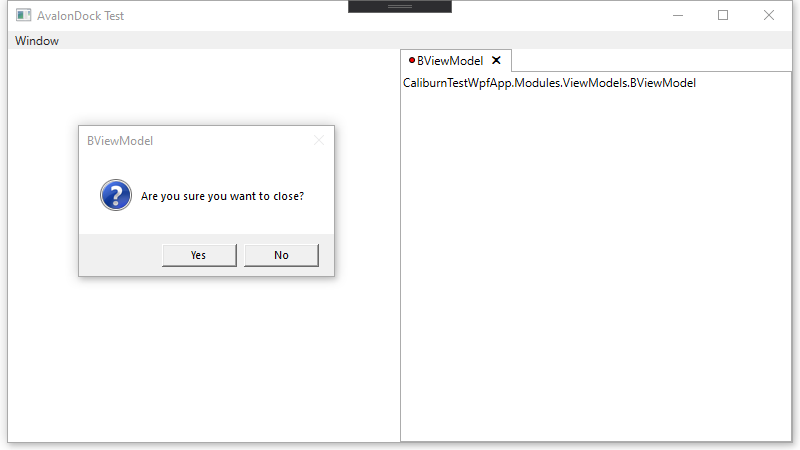 AvalonDock Test
Window
BViewModel
CaliburnTestWpfApp.Modules.ViewModels.BViewModel
BViewModel
Are you sure you want to close?
Yes No